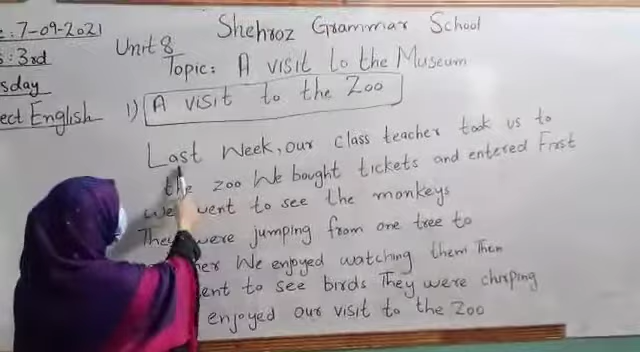 : 7-09-2021
Shehroz Grammar School
: 3rd
Unit 8
Topic: A visit to the Museum
sday
ect English
1) A visit to the Zoo
Last Week, our class teacher took us to
the zoo We bought tickets and entered First
We went to see the monkeys
They were jumping from one tree to
her We enjoyed watching them Then
ent to see birds They were chirping
enjoyed our visit to the Zoo